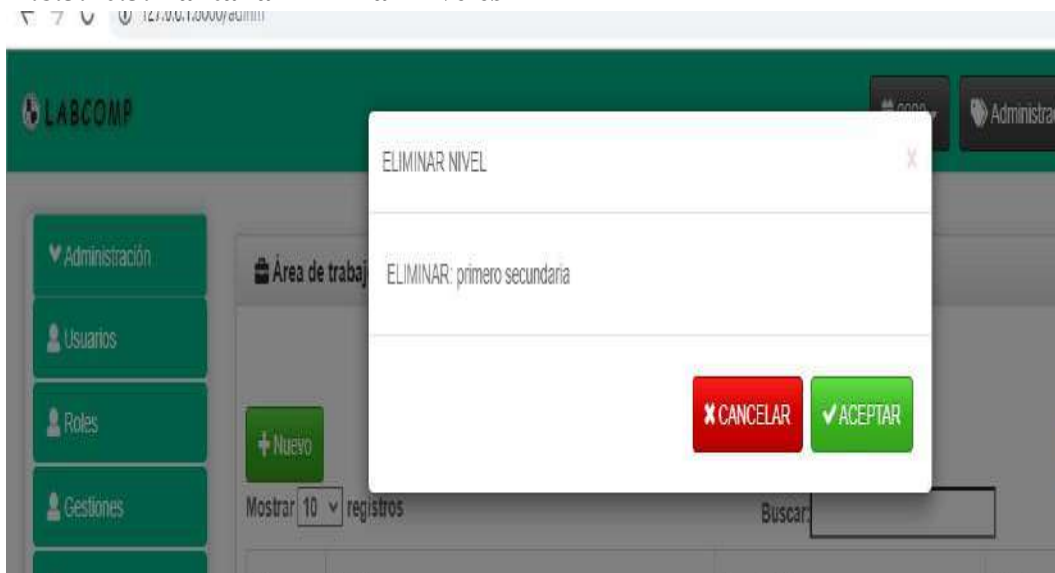 127.0.0.1:8000/admin
LABCOMP
Administra
ELIMINAR NIVEL
x
Administración
Área de trabaj
ELIMINAR: primero secundaria
Usuarios
Roles
CANCELAR
ACEPTAR
Nuevo
Gestiones
Mostrar 10 registros
Buscar: